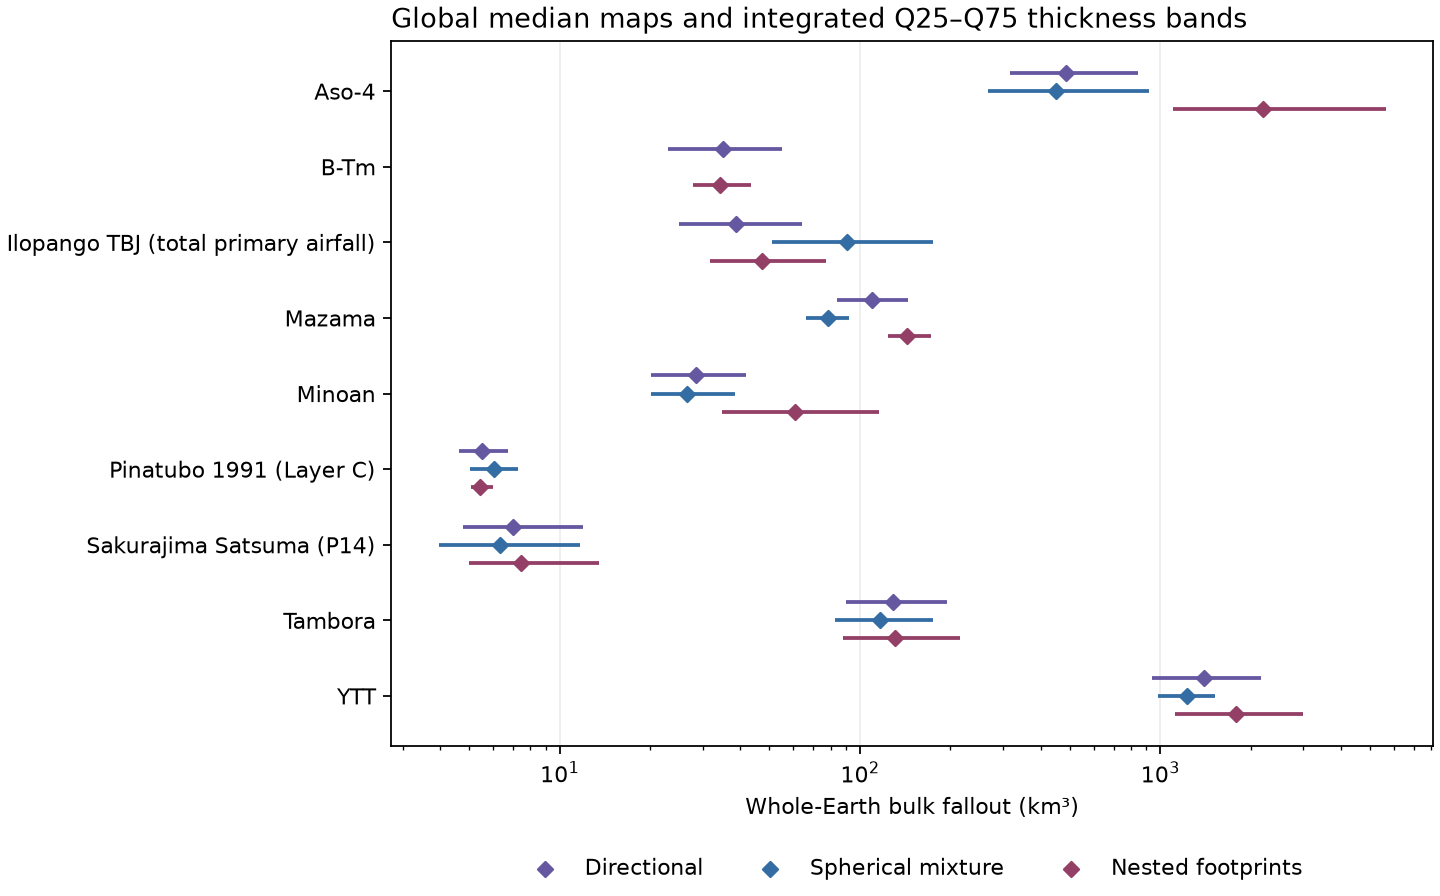 Global median maps and integrated Q25–Q75 thickness bands
Aso-4
B-Tm
Ilopango TBJ (total primary airfall)
Mazama
Minoan
Pinatubo 1991 (Layer C)
Sakurajima Satsuma (P14)
Tambora
YTT
10¹ 10² 10³
Whole-Earth bulk fallout (km³)
Directional Spherical mixture Nested footprints